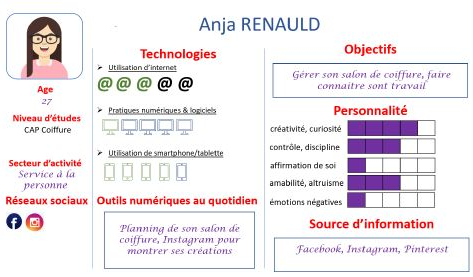 Anja RENAULD
Age
27
Niveau d'études
CAP Coiffure
Secteur d'activité
Service à la
personne
Réseaux sociaux
Technologies
Utilisation d'internet
@ @ @ @ @
Pratiques numériques & logiciels
Utilisation de smartphone/tablette
Outils numériques au quotidien
Planning de son salon de
coiffure, Instagram pour
montrer ses créations
Objectifs
Gérer son salon de coiffure, faire
connaitre sont travail
Personnalité
créativité, curiosité
contrôle, discipline
affirmation de soi
amabilité, altruisme
émotions négatives
Source d'information
Facebook, Instagram, Pinterest